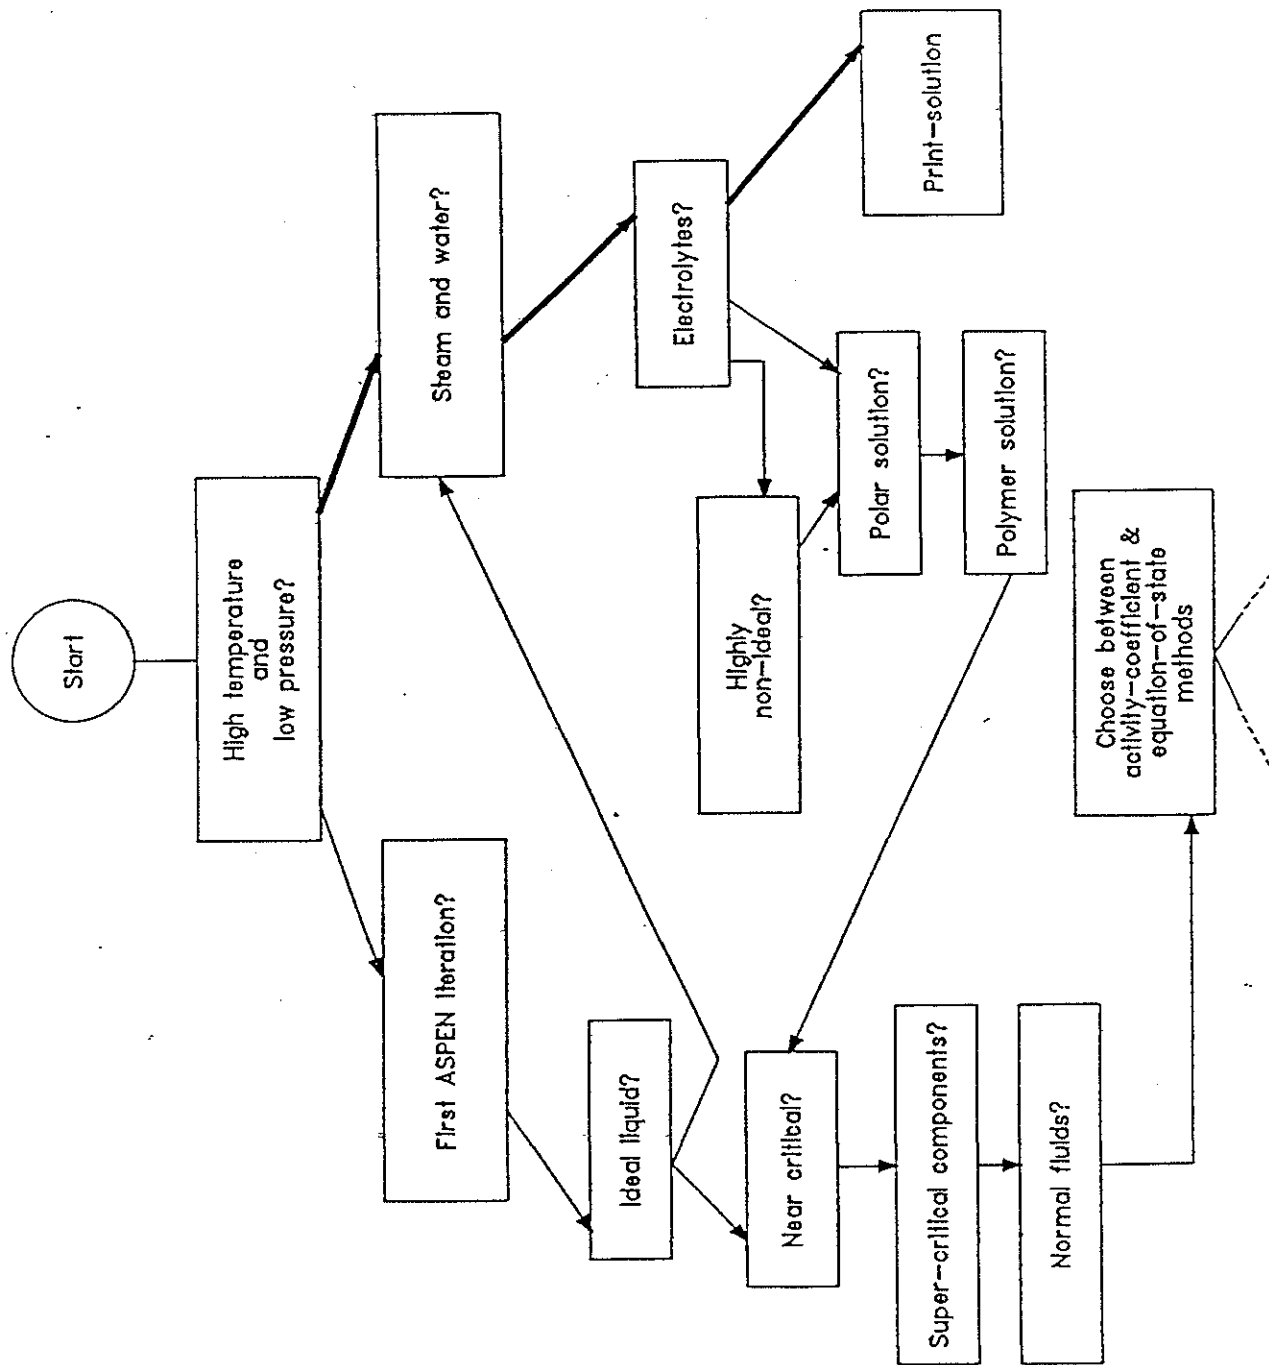 Start
High temperature
and
low pressure?
First ASPEN Iteration?
Steam and water?
Ideal liquid?
Electrolytes?
Near critical?
Highly
non-ideal?
Polar solution?
Print-solution
Super-critical components?
Polymer solution?
Normal fluids?
Choose between
activity-coefficient &
equation-of-state
methods